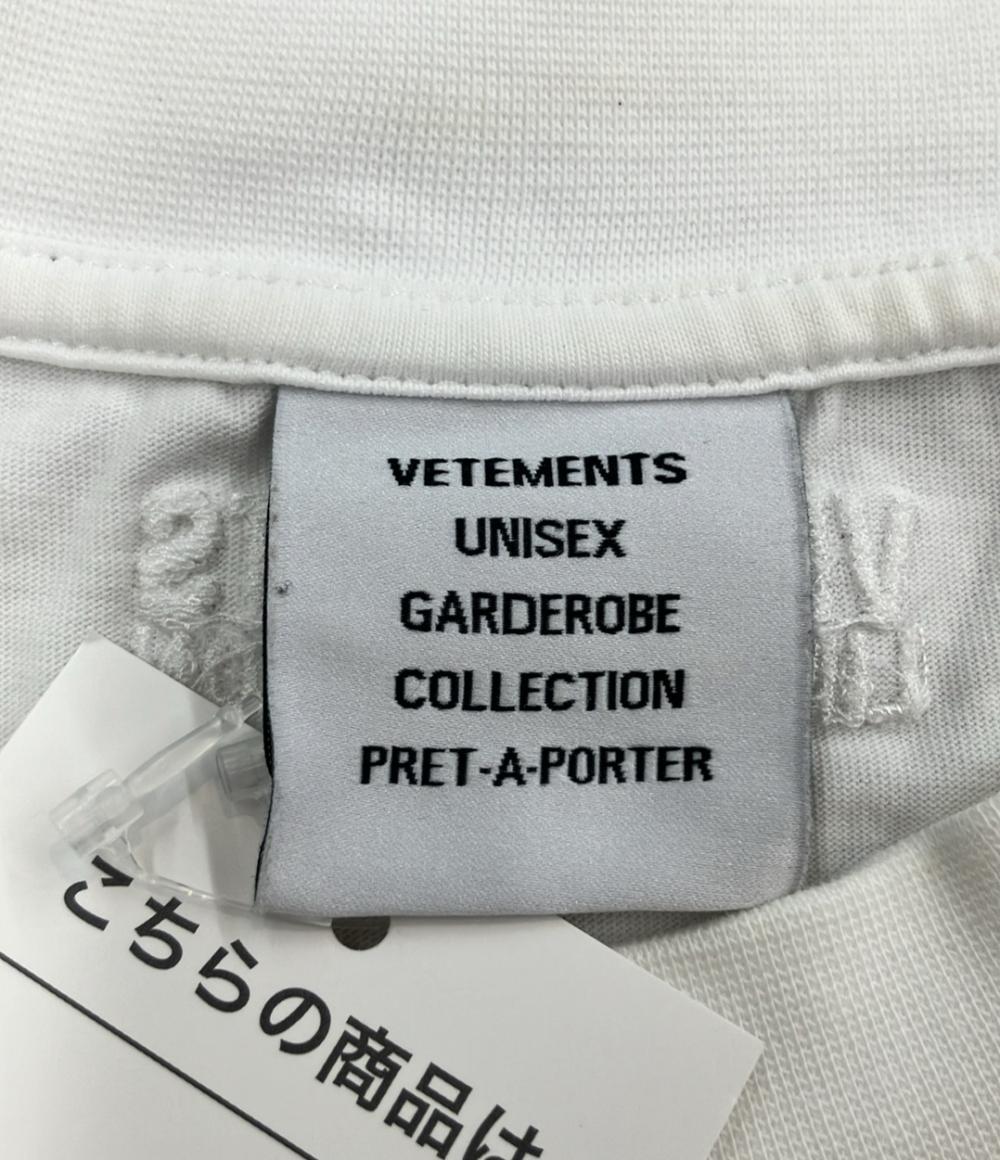 VETEMENTS
UNISEX
GARDEROBE
COLLECTION
PRET-A-PORTER
こちらの商品は